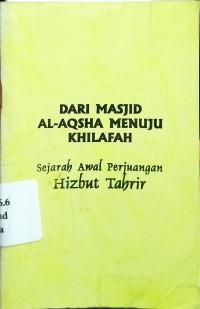 DARI MASJID
AL-AQSHA MENUJU
KHILAFAH
Sejarah Awal Perjuangan
Hizbut Tahrir